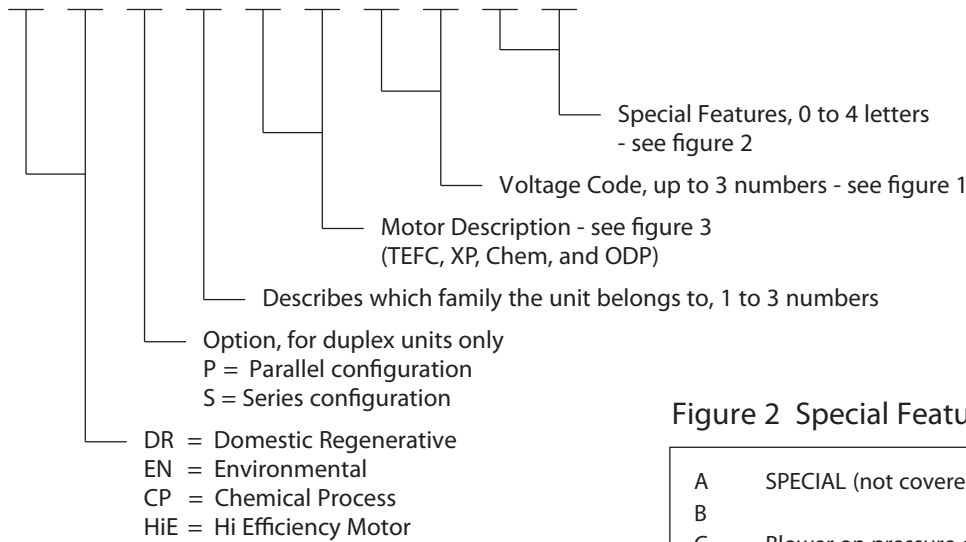 Special Features, 0 to 4 letters
- see figure 2
Voltage Code, up to 3 numbers - see figure 1
Motor Description - see figure 3
(TEFC, XP, Chem, and ODP)
Describes which family the unit belongs to, 1 to 3 numbers
Option, for duplex units only
P = Parallel configuration
S = Series configuration
DR = Domestic Regenerative
EN = Environmental
CP = Chemical Process
HiE = Hi Efficiency Motor
Figure 2 Special
A SPECIAL (not
B
Blower on pressure